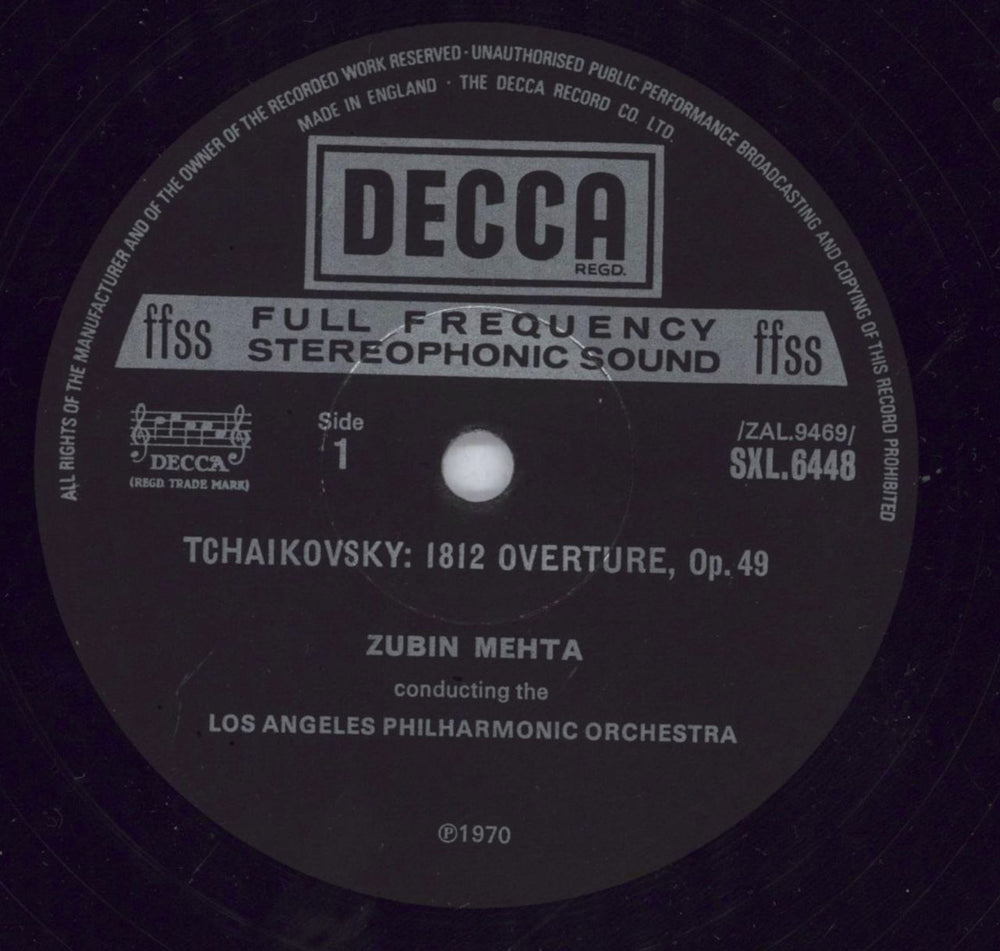 ALL RIGHTS OF THE MANUFACTURER AND OF THE OWNER OF THE RECORDED WORK RESERVED · UNAUTHORISED PUBLIC PERFORMANCE BROADCASTING AND COPYING OF THIS RECORD PROHIBITED
MADE IN ENGLAND · THE DECCA RECORD CO. LTD.
DECCA
REGD.
ffss FULL FREQUENCY STEREOPHONIC SOUND ffss
DECCA
(REGD. TRADE MARK)
Side
1
/ZAL.9469/
SXL.6448
TCHAIKOVSKY: 1812 OVERTURE, Op. 49
ZUBIN MEHTA
conducting the
LOS ANGELES PHILHARMONIC ORCHESTRA
℗1970